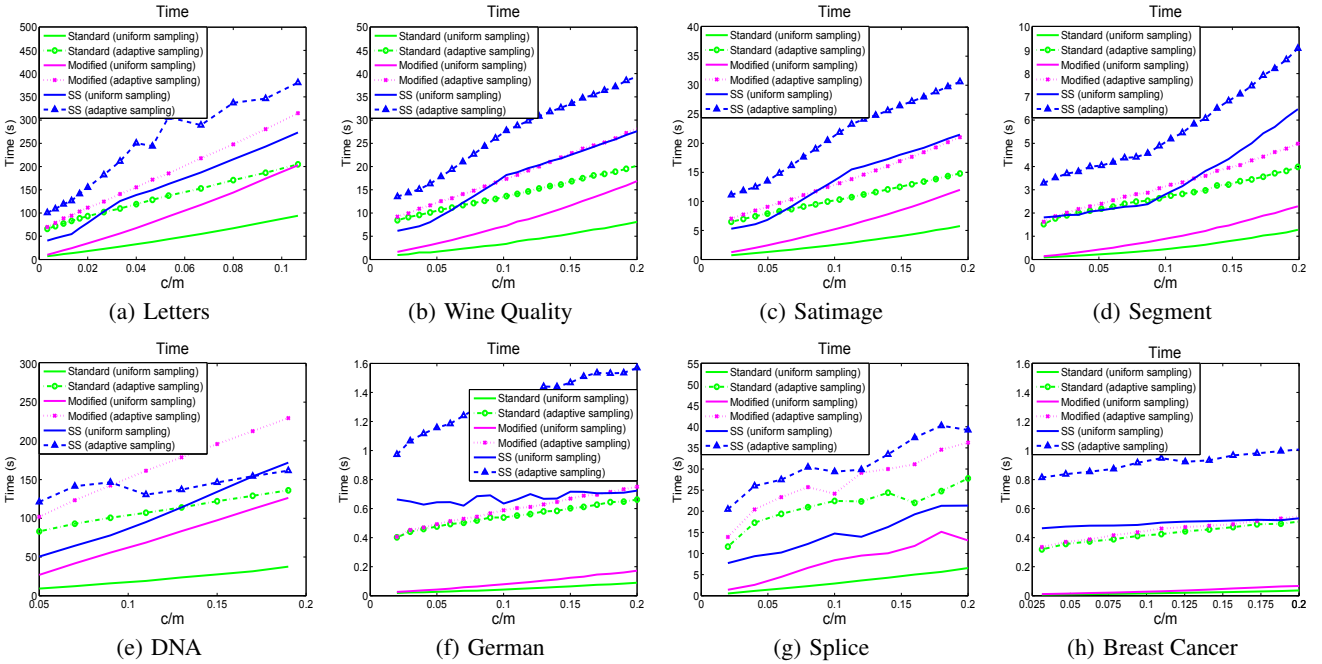 Time
500
450
400
350
300
250
200
150
100
50
0
Time (s)
Standard (uniform sampling)
Standard (adaptive sampling)
Modified (uniform sampling)
Modified (adaptive sampling)
SS (uniform sampling)
SS (adaptive sampling)
0 0.02 0.04 0.06 0.08 0.1
c/m
(a) Letters
Time
50
45
40
35
30
25
20
15
10
5
0
Time (s)
Standard (uniform sampling)
Standard (adaptive sampling)
Modified (uniform sampling)
Modified (adaptive sampling)
SS (uniform sampling)
SS (adaptive sampling)
0 0.05 0.1 0.15 0.2
c/m
(b) Wine Quality
Time
40
35
30
25
20
15
10
5
0
Time (s)
Standard (uniform sampling)
Standard (adaptive sampling)
Modified (uniform sampling)
Modified (adaptive sampling)
SS (uniform sampling)
SS (adaptive sampling)
0 0.05 0.1 0.15 0.2
c/m
(c) Satimage
Time
10
9
8
7
6
5
4
3
2
1
0
Time (s)
Standard (uniform sampling)
Standard (adaptive sampling)
Modified (uniform sampling)
Modified (adaptive sampling)
SS (uniform sampling)
SS (adaptive sampling)
0 0.05 0.1 0.15 0.2
c/m
(d) Segment
Time
300
250
200
150
100
50
0
Time (s)
Standard (uniform sampling)
Standard (adaptive sampling)
Modified (uniform sampling)
Modified (adaptive sampling)
SS (uniform sampling)
SS (adaptive sampling)
0.05 0.1 0.15 0.2
c/m
(e) DNA
Time
1.6
1.4
1.2
1
0.8
0.6
0.4
0.2
0
Time (s)
Standard (uniform sampling)
Standard (adaptive sampling)
Modified (uniform sampling)
Modified (adaptive sampling)
SS (uniform sampling)
SS (adaptive sampling)
0 0.05 0.1 0.15 0.2
c/m
(f) German
Time
55
50
45
40
35
30
25
20
15
10
5
0
Time (s)
Standard (uniform sampling)
Standard (adaptive sampling)
Modified (uniform sampling)
Modified (adaptive sampling)
SS (uniform sampling)
SS (adaptive sampling)
0 0.05 0.1 0.15 0.2
c/m
(g) Splice
Time
1.6
1.4
1.2
1
0.8
0.6
0.4
0.2
0
Time (s)
Standard (uniform sampling)
Standard (adaptive sampling)
Modified (uniform sampling)
Modified (adaptive sampling)
SS (uniform sampling)
SS (adaptive sampling)
0.025 0.05 0.075 0.1 0.125 0.15 0.175 0.2
c/m
(h) Breast Cancer